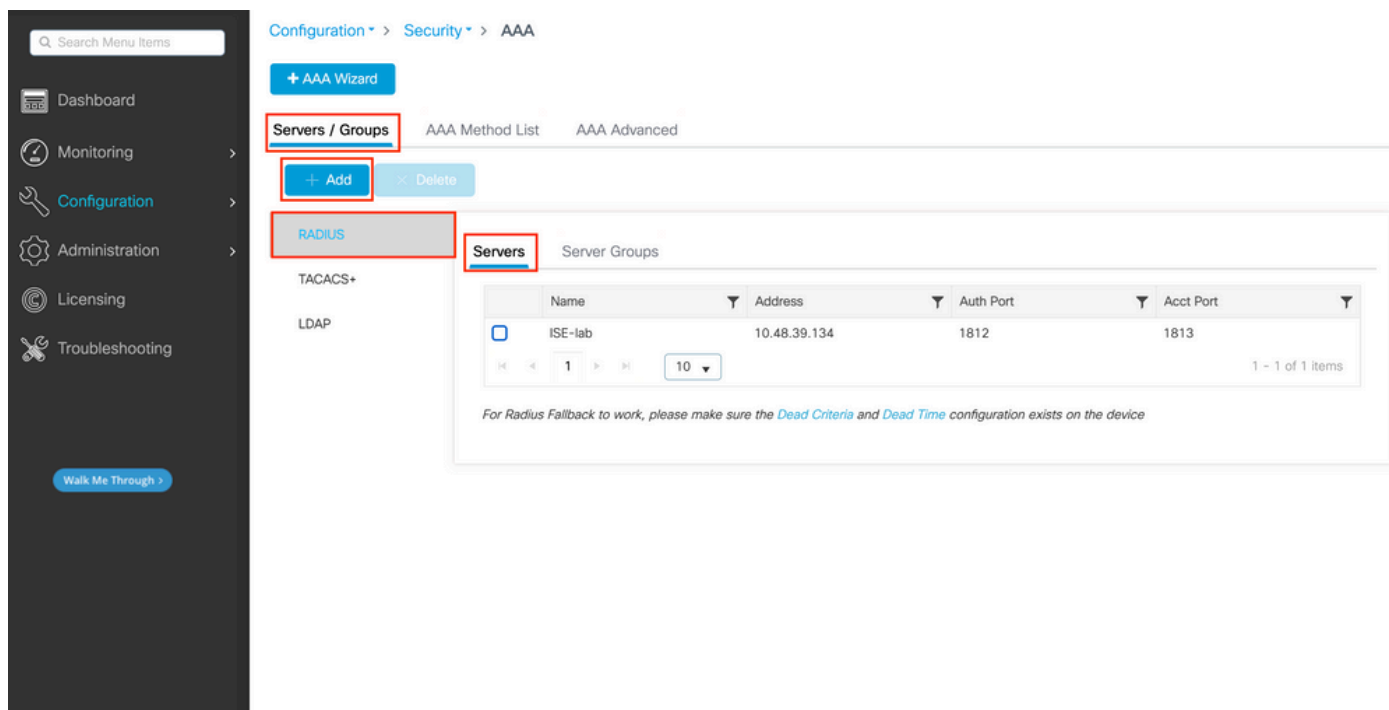 Search Menu Items
Dashboard
Monitoring
Configuration
Administration
Licensing
Troubleshooting
Walk Me Through >
Configuration > Security > AAA
+ AAA Wizard
Servers / Groups AAA Method List AAA Advanced
+ Add × Delete
RADIUS
TACACS+
LDAP
Servers Server Groups
Name Address Auth Port Acct Port
ISE-lab 10.48.39.134 1812 1813
1 10 1 - 1 of 1 items
For Radius Fallback to work, please make sure the Dead Criteria and Dead Time configuration exists on the device